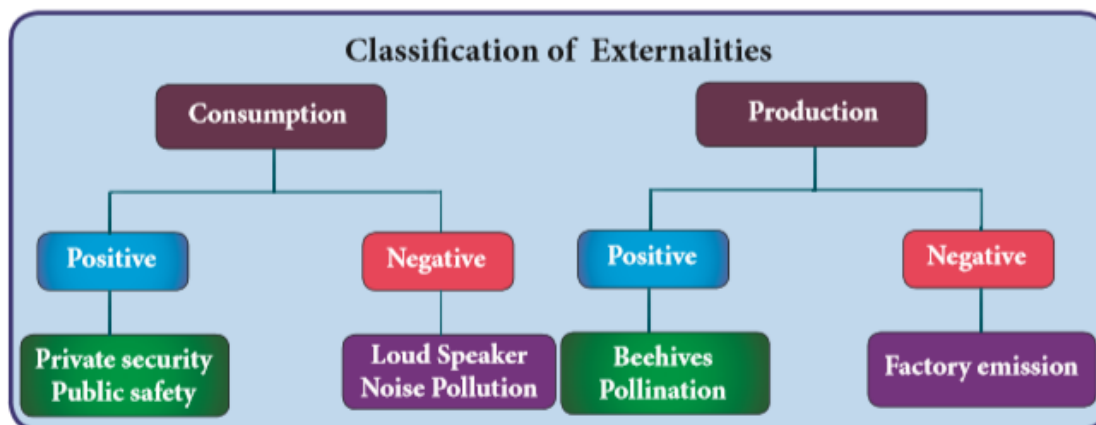 Classification of Externalities
Consumption
Production
Positive
Negative
Positive
Negative
Private security
Public safety
Loud Speaker
Noise Pollution
Beehives
Pollination
Factory emission